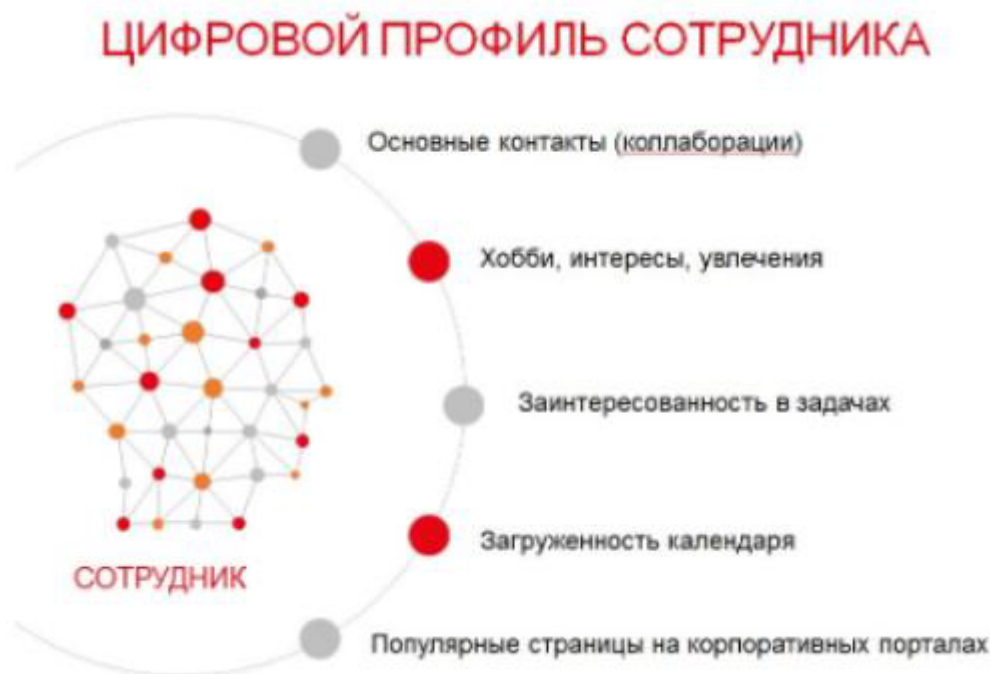 ЦИФРОВОЙ ПРОФИЛЬ СОТРУДНИКА
Основные контакты (коллаборации)
Хобби, интересы, увлечения
Заинтересованность в задачах
Загруженность календаря
СОТРУДНИК
Популярные страницы на корпоративных порталах